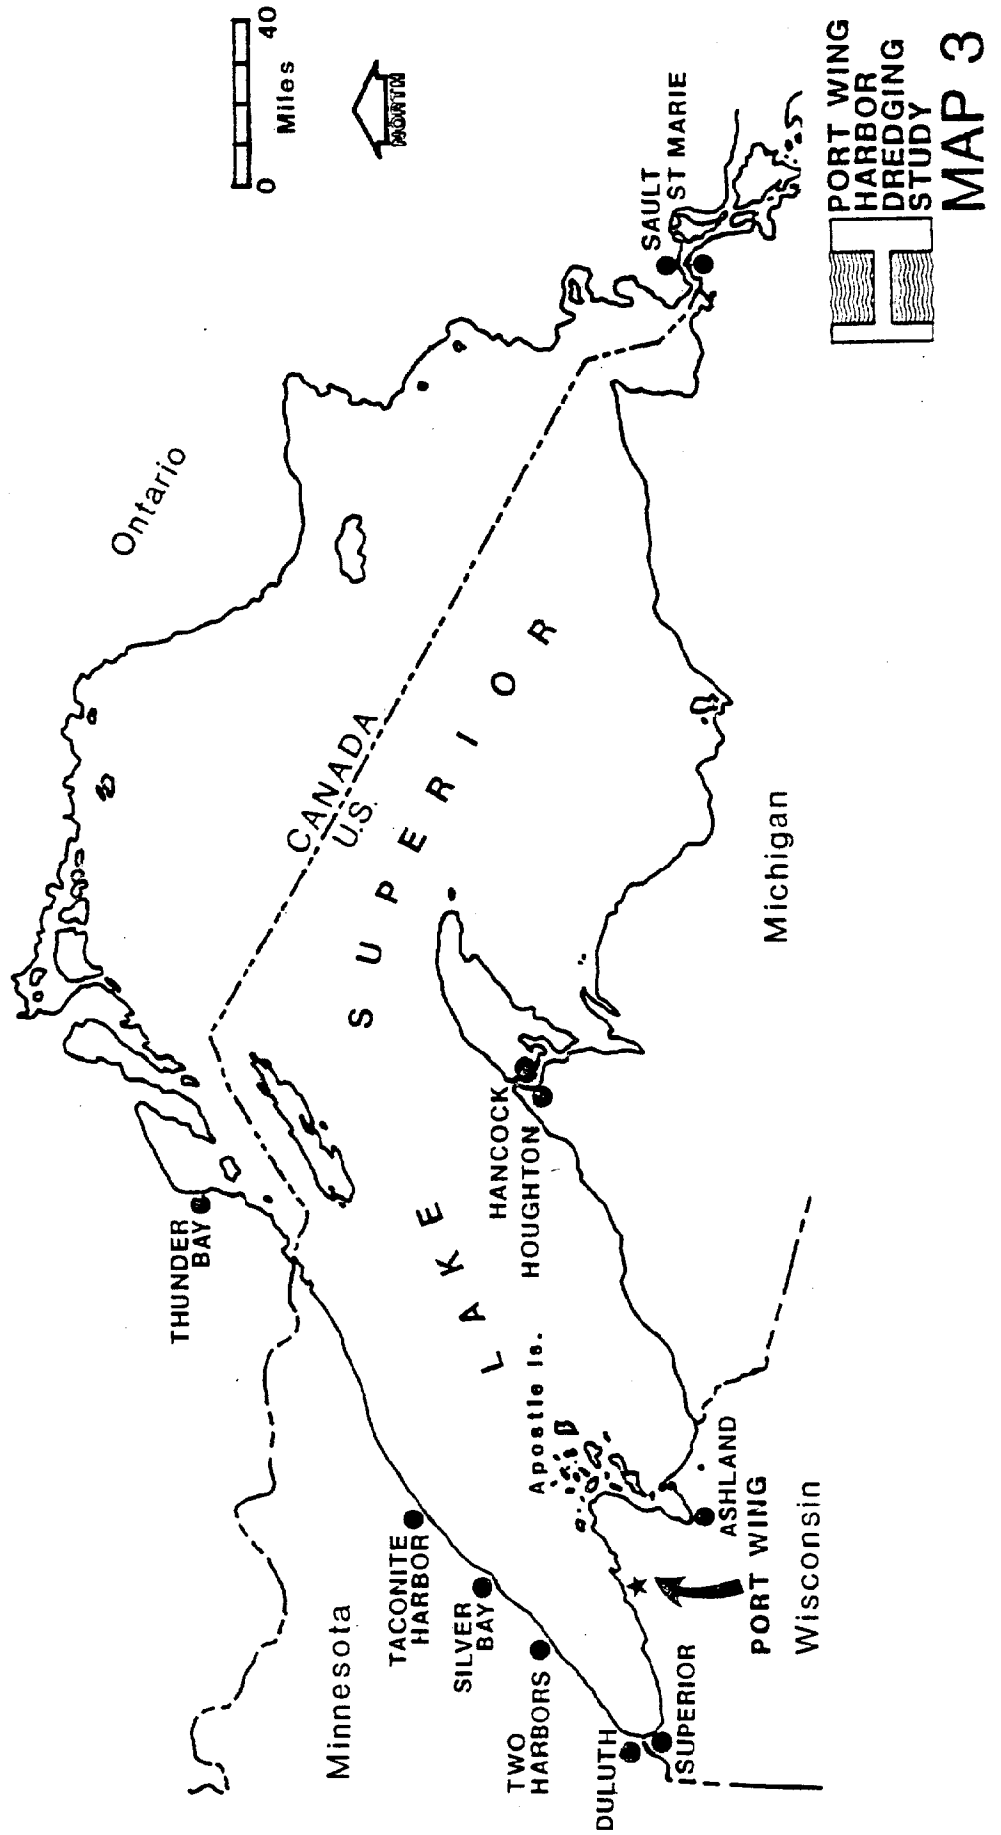 Ontario
0 40
Miles
NORTH
CANADA
U.S.
LAKE SUPERIOR
THUNDER
BAY
Minnesota
TACONITE
HARBOR
SILVER
BAY
TWO
HARBORS
DULUTH
SUPERIOR
Apostle Is.
HANCOCK
HOUGHTON
ASHLAND
PORT WING
Wisconsin
Michigan
SAULT
ST MARIE
PORT WING
HARBOR
DREDGING
STUDY
MAP 3